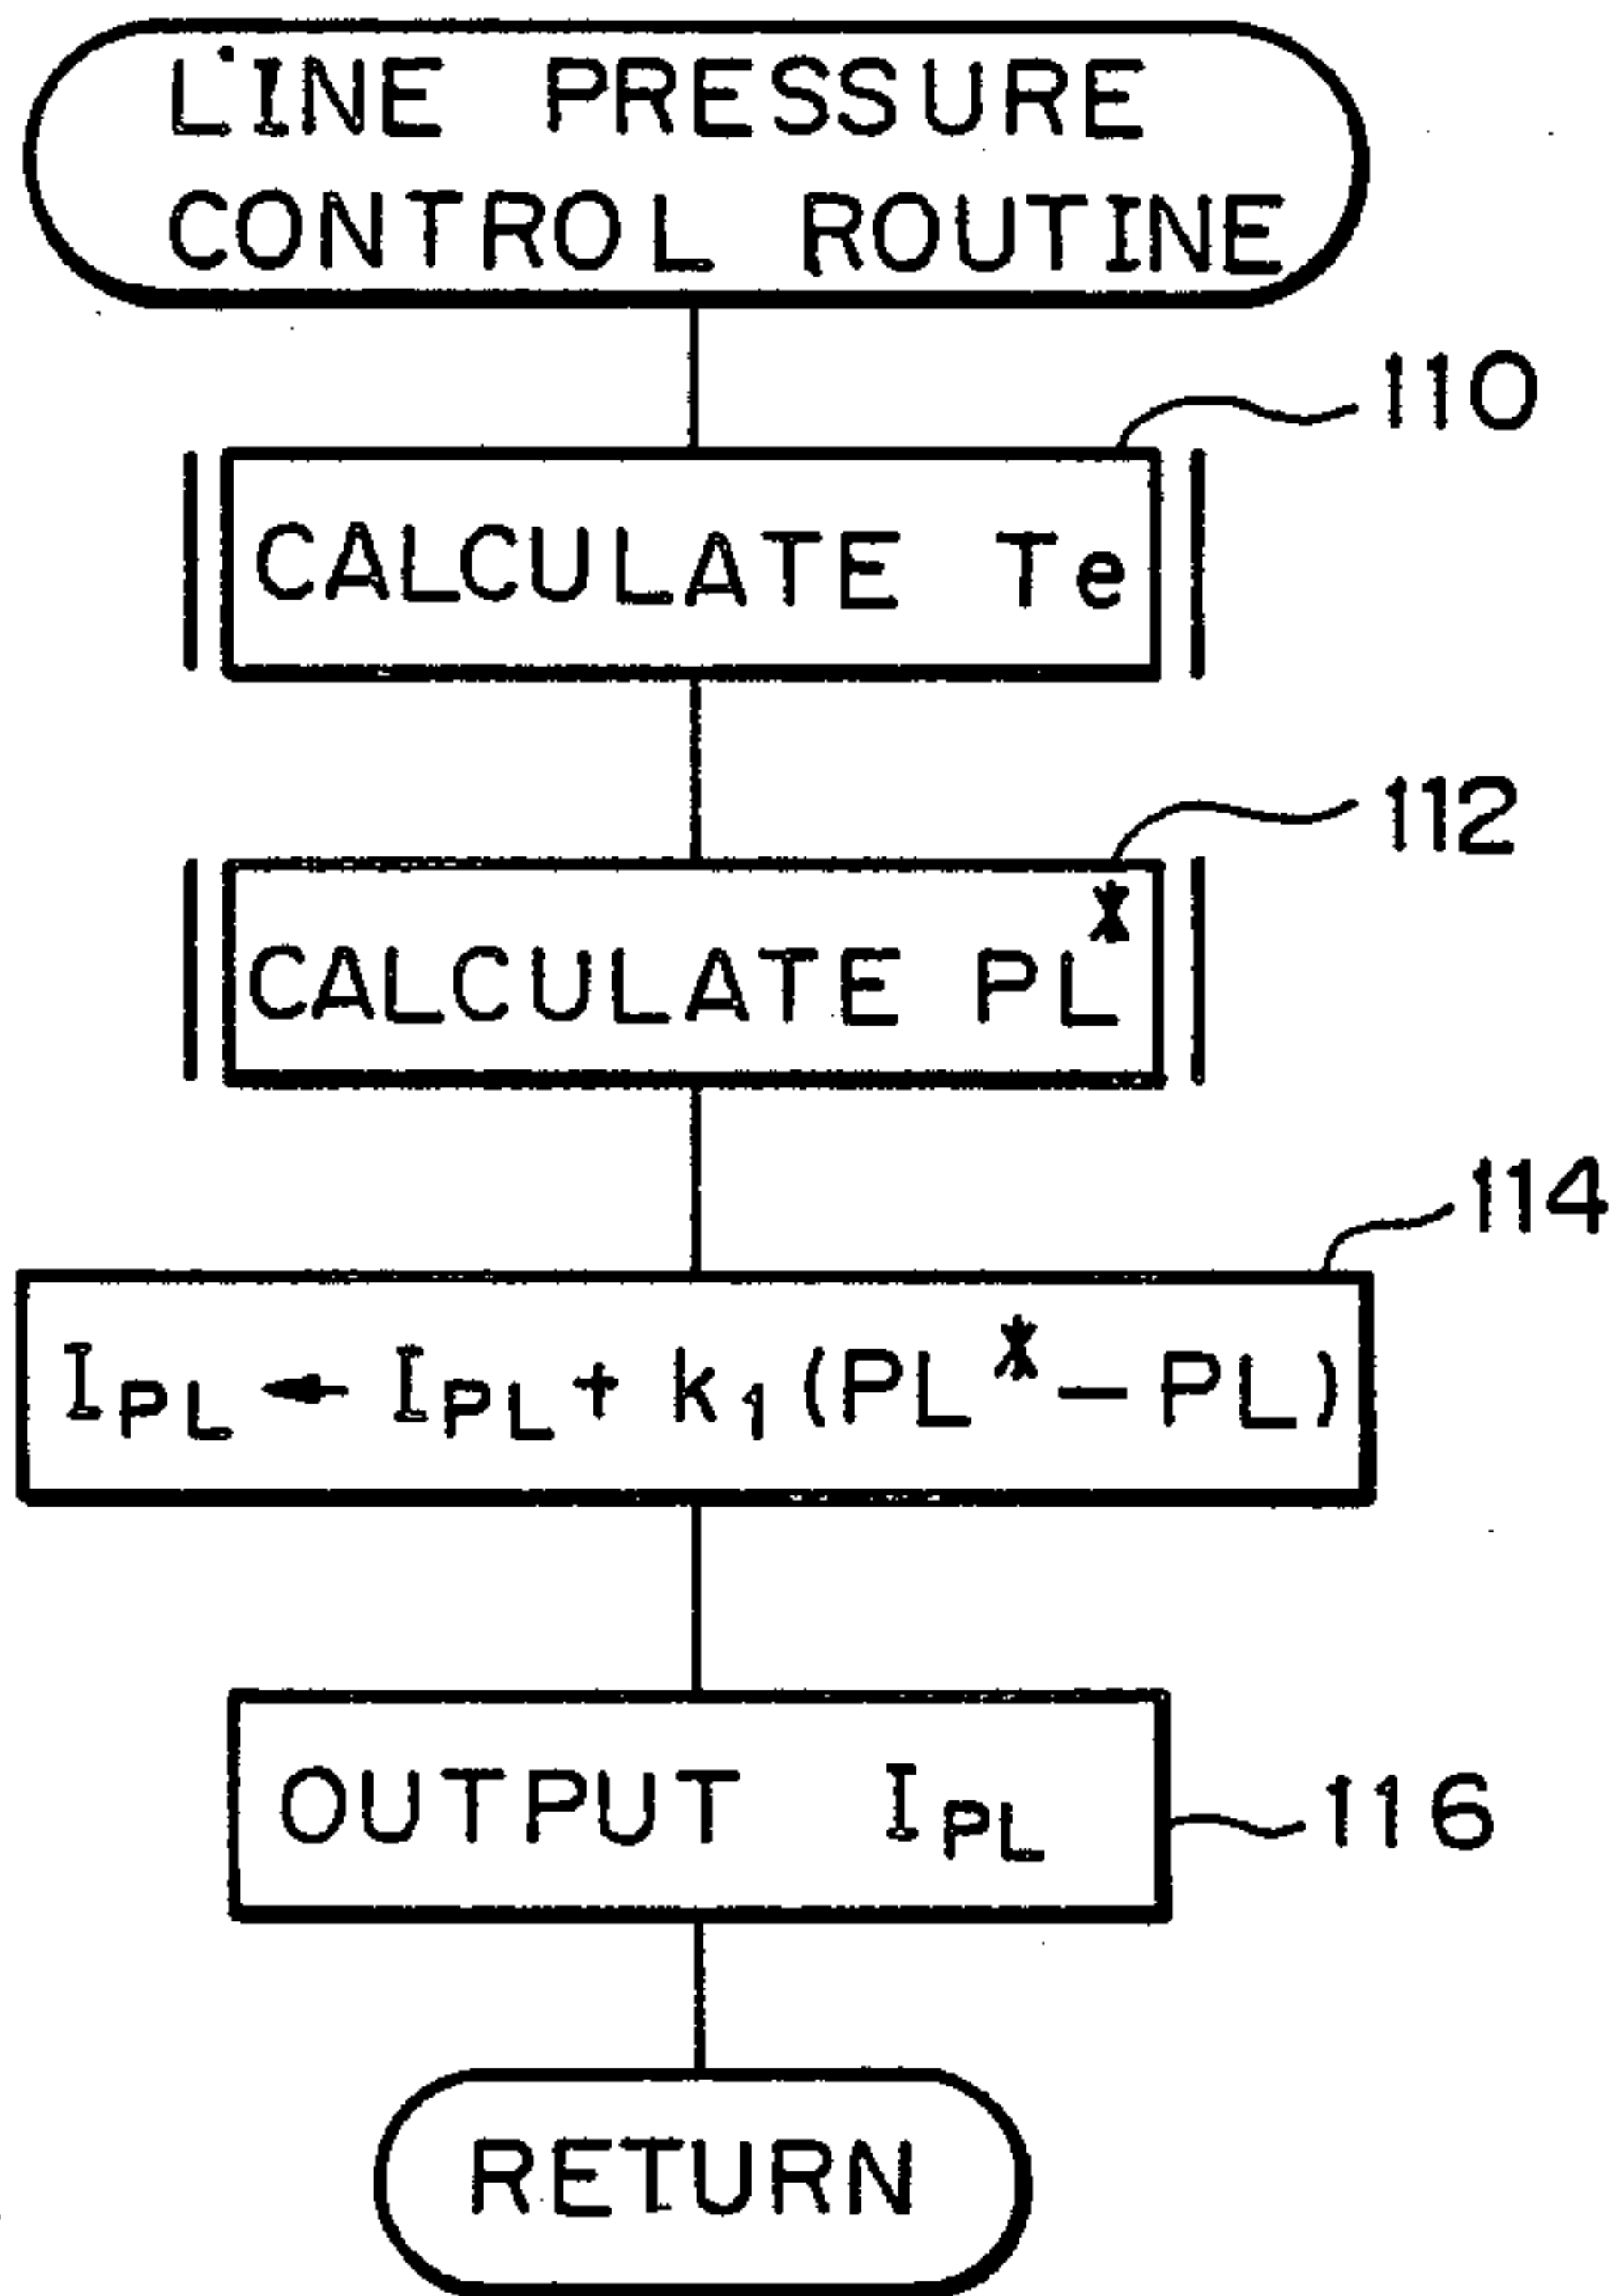 LINE PRESSURE
CONTROL ROUTINE
110
CALCULATE Te
112
CALCULATE PL*
114
IPL ← IPL + k1 (PL* – PL)
OUTPUT IPL
116
RETURN